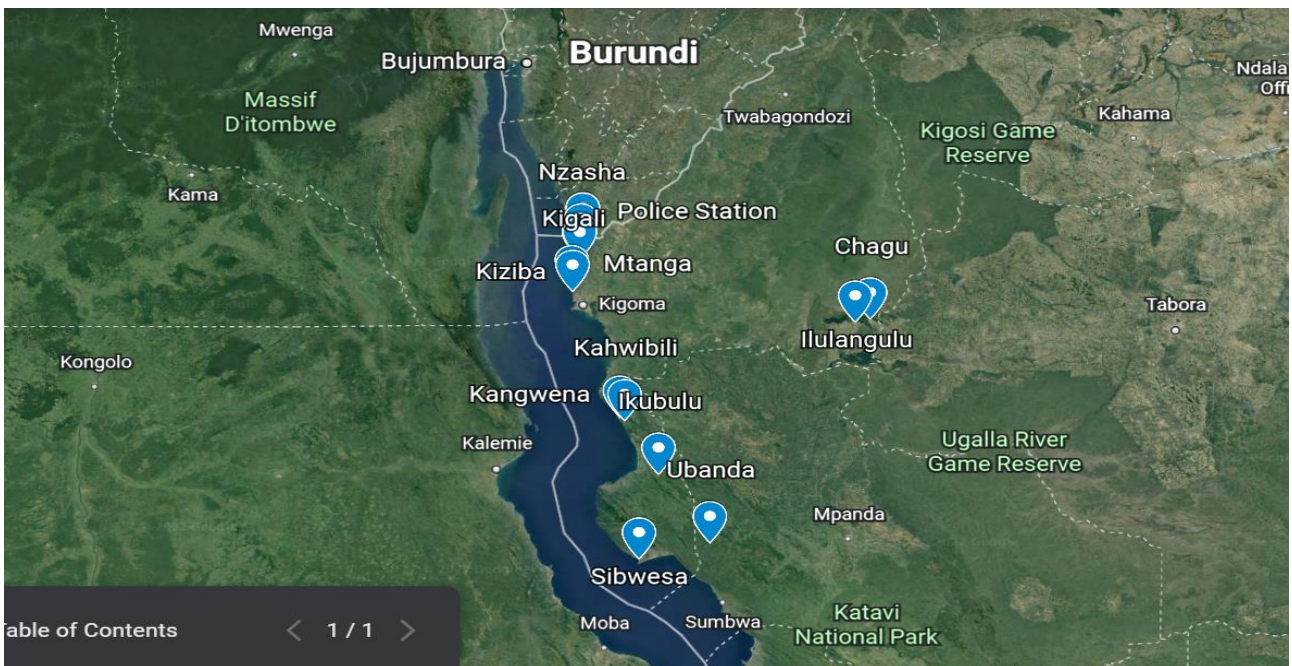 Mwenga
Bujumbura
Burundi
Ndala
Offi
Massif
D'itombwe
Twabagondozi
Kahama
Kigosi Game
Reserve
Nzasha
Kama
Kigali
Police Station
Chagu
Kiziba
Mtanga
Kigoma
Tabora
Ilulangulu
Kahwibili
Kongolo
Kangwena
Ikubulu
Kalemie
Ugalla River
Game Reserve
Ubanda
Mpanda
Sibwesa
Katavi
National Park
Moba
Sumbwa
Table of Contents
< 1 / 1 >